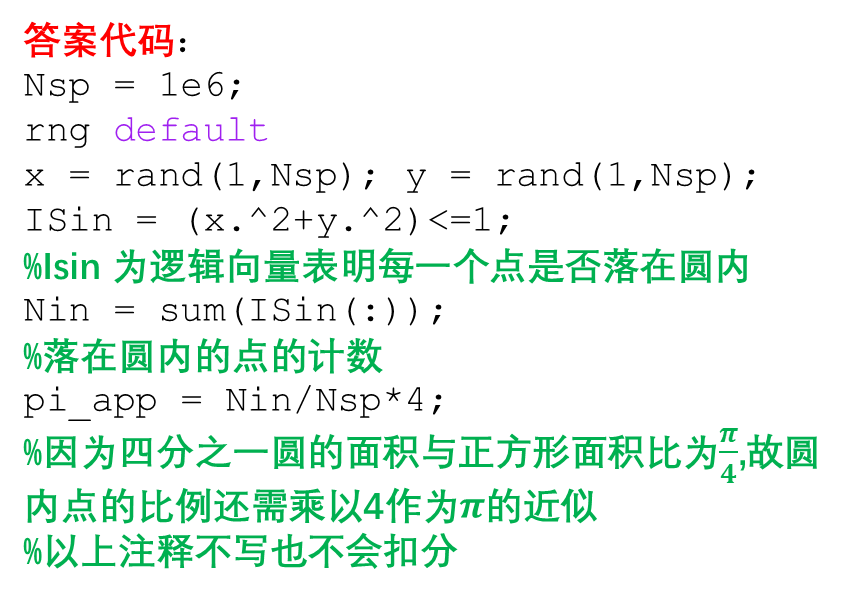 答案代码：
Nsp = 1e6;
rng default
x = rand(1,Nsp); y = rand(1,Nsp);
ISin = (x.^2+y.^2)<=1;
%Isin 为逻辑向量表明每一个点是否落在圆内
Nin = sum(ISin(:));
%落在圆内的点的计数
pi_app = Nin/Nsp*4;
%因为四分之一圆的面积与正方形面积比为π/4,故圆
内点的比例还需乘以4作为π的近似
%以上注释不写也不会扣分